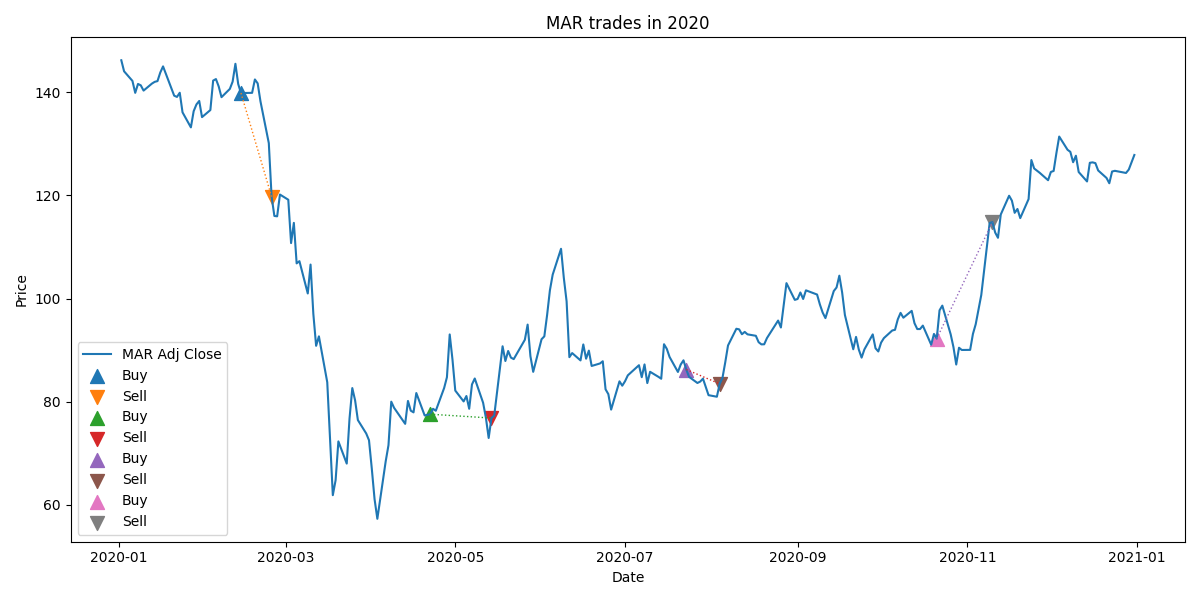 MAR trades in 2020
Price
140
120
100
80
60
MAR Adj Close
Buy
Sell
Buy
Sell
Buy
Sell
Buy
Sell
2020-01
2020-03
2020-05
2020-07
2020-09
2020-11
2021-01
Date